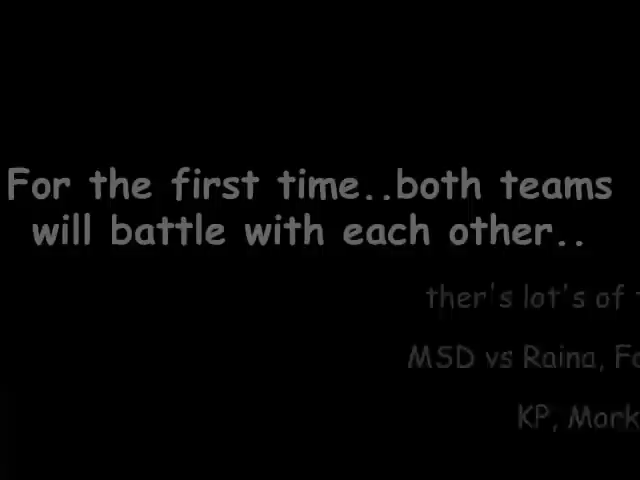 For the first time..both teams
will battle with each other..
ther's lot's of
MSD vs Raina,
KP,